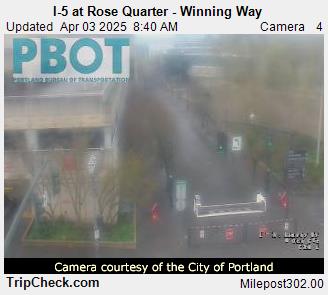 I-5 at Rose Quarter - Winning Way
Updated Apr 03 2025 8:40 AM Camera 4
PBOT
PORTLAND BUREAU OF TRANSPORTATION
Camera courtesy of the City of Portland
TripCheck.com Milepost302.00